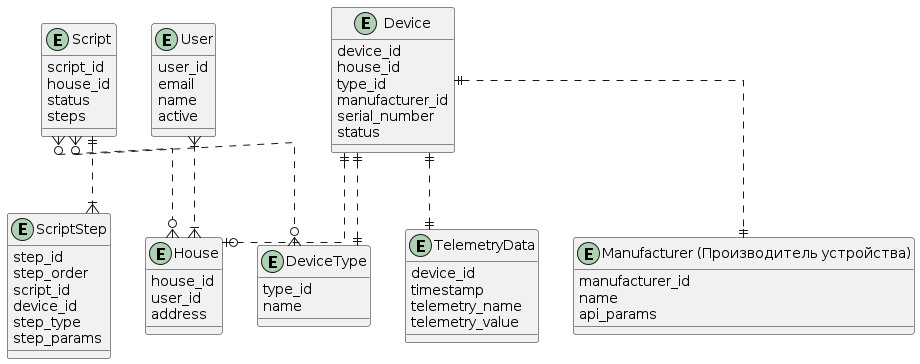 E Script
script_id
house_id
status
steps
E User
user_id
email
name
active
E Device
device_id
house_id
type_id
manufacturer_id
serial_number
status
E ScriptStep
step_id
step_order
script_id
device_id
step_type
step_params
E House
house_id
user_id
address
E DeviceType
type_id
name
E TelemetryData
device_id
timestamp
telemetry_name
telemetry_value
E Manufacturer (Производитель устройства)
manufacturer_id
name
api_params